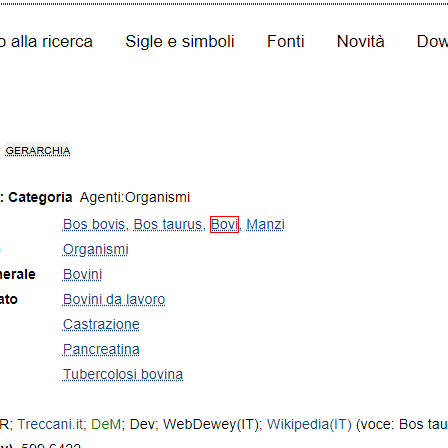 o alla ricerca Sigle e simboli Fonti Novità Dow
GERARCHIA
: Categoria Agenti:Organismi
Bos bovis, Bos taurus, Bovi, Manzi
Organismi
nerale Bovini
ato Bovini da lavoro
Castrazione
Pancreatina
Tubercolosi bovina
R; Treccani.it; DeM; Dev; WebDewey(IT); Wikipedia(IT) (voce: Bos tau